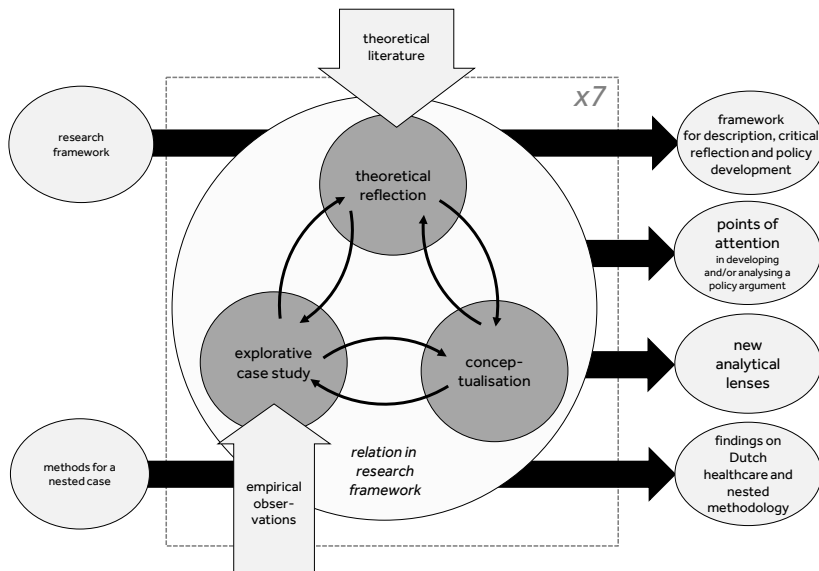 theoretical
literature
x7
research
framework
framework
for description, critical
reflection and policy
development
theoretical
reflection
points of
attention
in developing
and/or analysing a
policy argument
explorative
case study
concep-
tualisation
new
analytical
lenses
methods for a
nested case
empirical
obser-
vations
relation in
research
framework
findings on
Dutch
healthcare and
nested
methodology